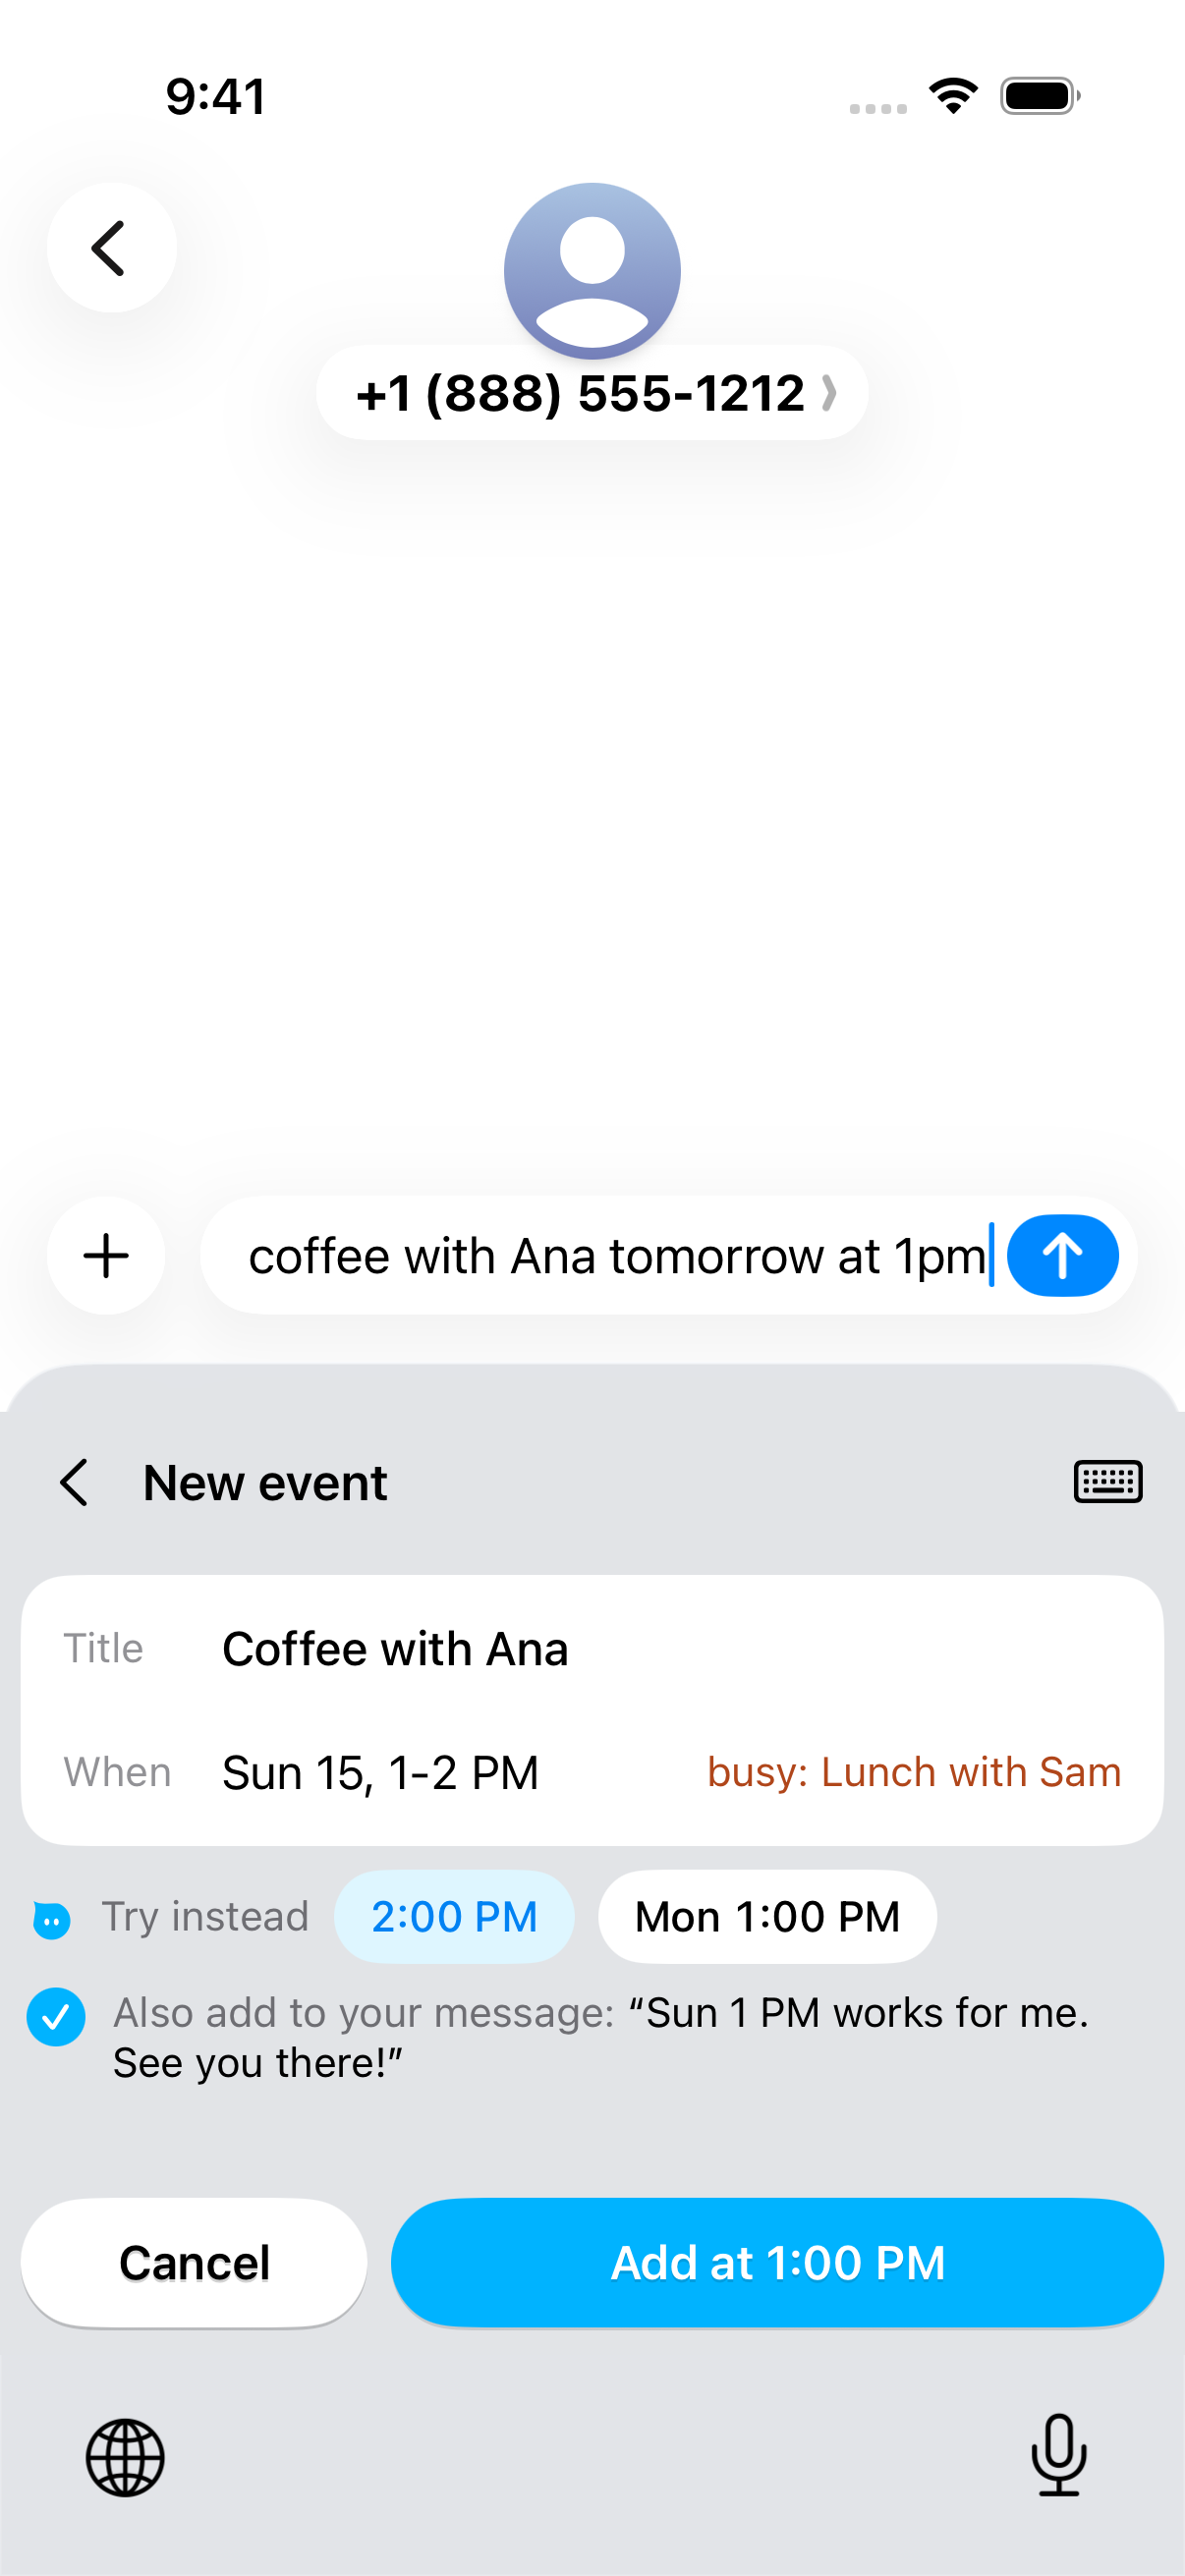 9:41
+1 (888) 555-1212
coffee with Ana tomorrow at 1pm
New event
Title Coffee with Ana
When Sun 15, 1-2 PM busy: Lunch with Sam
Try instead 2:00 PM Mon 1:00 PM
Also add to your message: “Sun 1 PM works for me.
See you there!”
Cancel Add at 1:00 PM